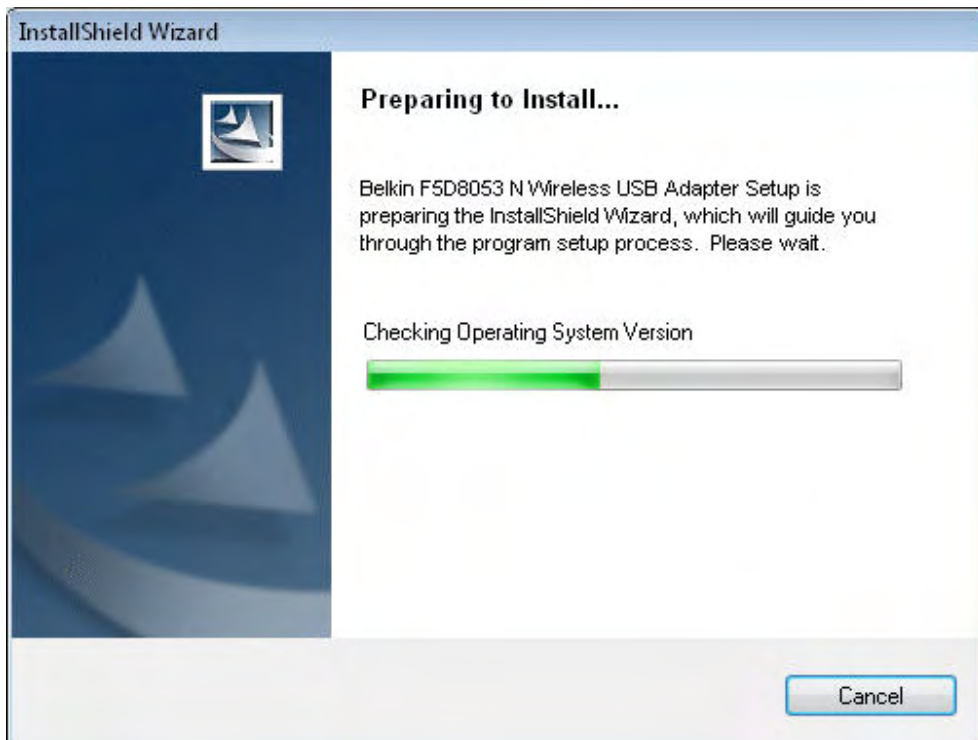 InstallShield Wizard
Preparing to Install...
Belkin F5D8053 N Wireless USB Adapter Setup is
preparing the InstallShield Wizard, which will guide you
through the program setup process. Please wait.
Checking Operating System Version
Cancel